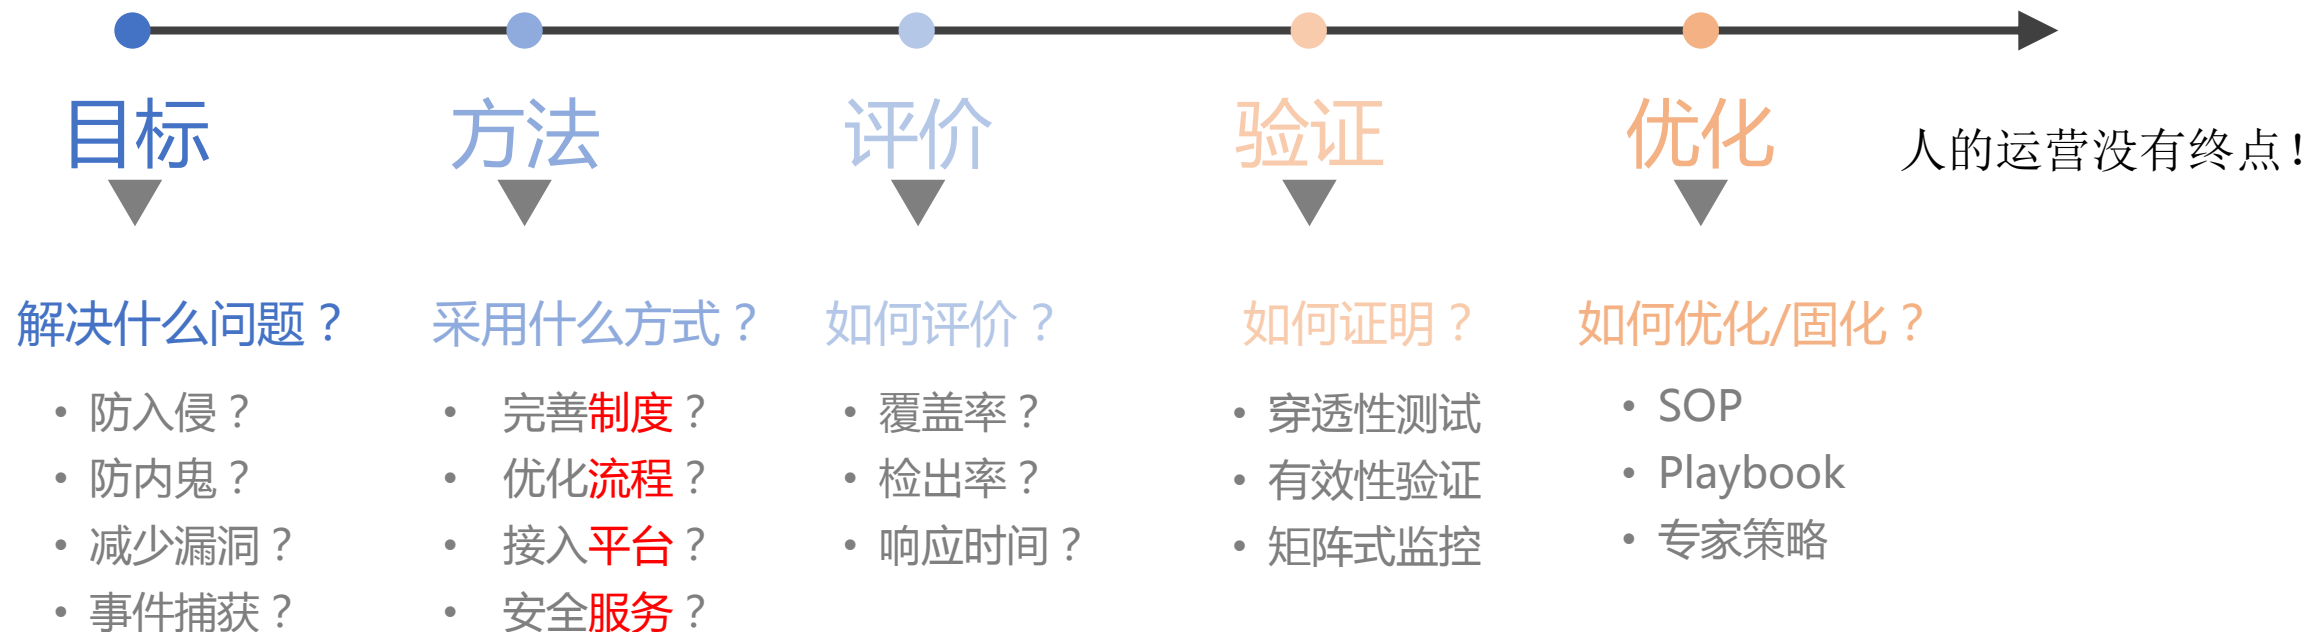 目标
方法
评价
验证
优化
人的运营没有终点！
解决什么问题？
• 防入侵？
• 防内鬼？
• 减少漏洞？
• 事件捕获？
采用什么方式？
• 完善制度？
• 优化流程？
• 接入平台？
• 安全服务？
如何评价？
• 覆盖率？
• 检出率？
• 响应时间？
如何证明？
• 穿透性测试
• 有效性验证
• 矩阵式监控
如何优化/固化？
• SOP
• Playbook
• 专家策略